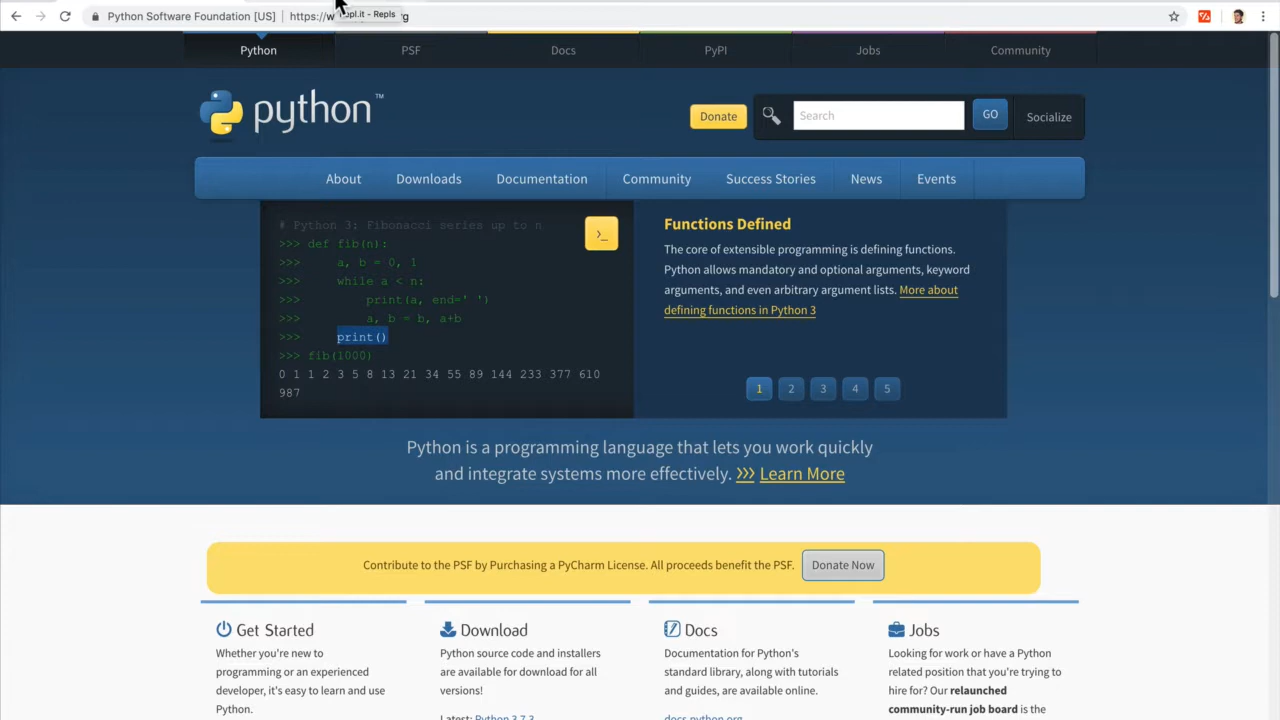 Python Software Foundation [US] https://w
repl.it - Repls
Python PSF Docs PyPI Jobs Community
python™
Donate Search GO Socialize
About Downloads Documentation Community Success Stories News Events
# Python 3: Fibonacci series up to n
>>> def fib(n):
>>>     a, b = 0, 1
>>>     while a < n:
>>>         print(a, end=' ')
>>>         a, b = b, a+b
>>>     print()
>>> fib(1000)
0 1 1 2 3 5 8 13 21 34 55 89 144 233 377 610
987
>_
Functions Defined
The core of extensible programming is defining functions.
Python allows mandatory and optional arguments, keyword
arguments, and even arbitrary argument lists. More about
defining functions in Python 3
1 2 3 4 5
Python is a programming language that lets you work quickly
and integrate systems more effectively. >>> Learn More
Contribute to the PSF by Purchasing a PyCharm License. All proceeds benefit the PSF. Donate Now
Get Started
Whether you're new to
programming or an experienced
developer, it's easy to learn and use
Python.
Download
Python source code and installers
are available for download for all
versions!
Latest: Python 3.7.3
Docs
Documentation for Python's
standard library, along with tutorials
and guides, are available online.
docs.python.org
Jobs
Looking for work or have a Python
related position that you're trying to
hire for? Our relaunched
community-run job board is the